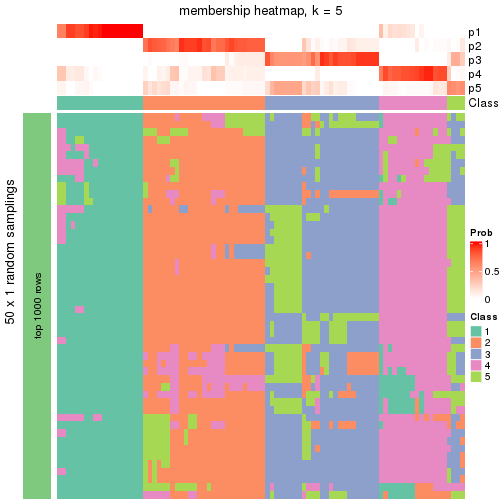 membership heatmap, k = 5
p1
p2
p3
p4
p5
Class
50 x 1 random samplings
top 1000 rows
Prob
1
0.5
0
Class
1
2
3
4
5